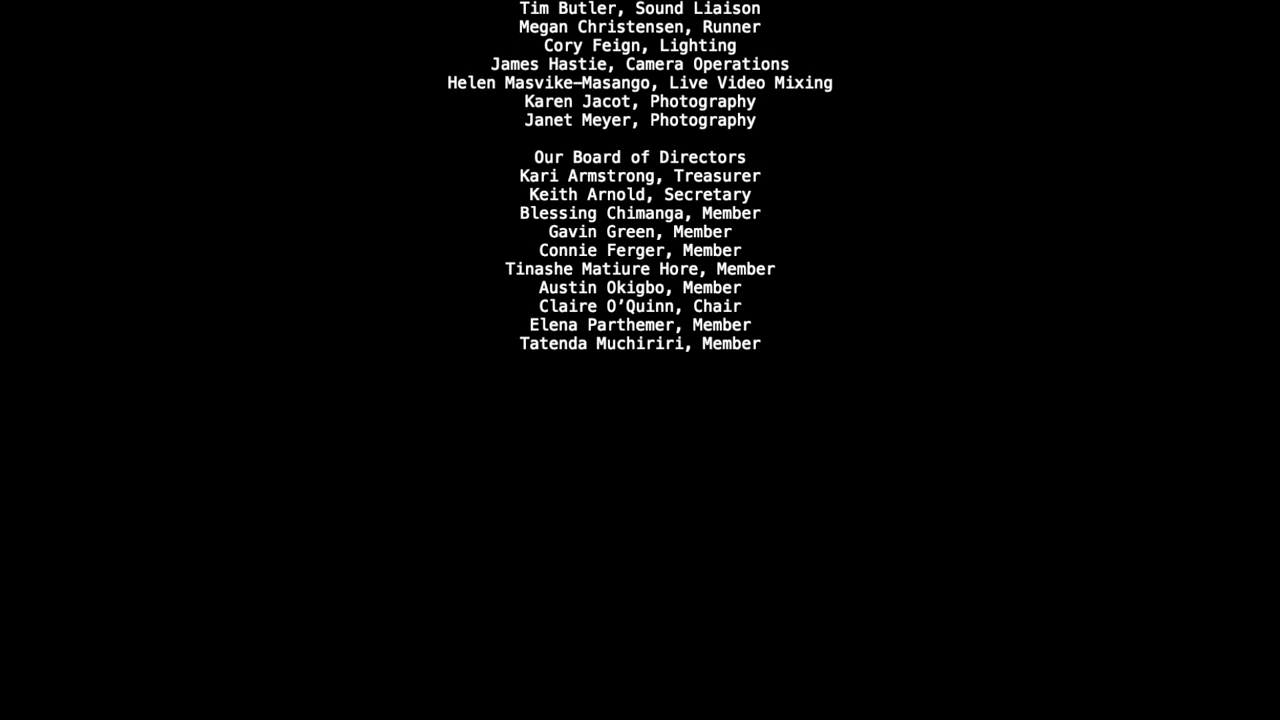 Tim Butler, Sound Liaison
Megan Christensen, Runner
Cory Feign, Lighting
James Hastie, Camera Operations
Helen Masvike–Masango, Live Video Mixing
Karen Jacot, Photography
Janet Meyer, Photography
Our Board of Directors
Kari Armstrong, Treasurer
Keith Arnold, Secretary
Blessing Chimanga, Member
Gavin Green, Member
Connie Ferger, Member
Tinashe Matiure Hore, Member
Austin Okigbo, Member
Claire O’Quinn, Chair
Elena Parthemer, Member
Tatenda Muchiriri, Member